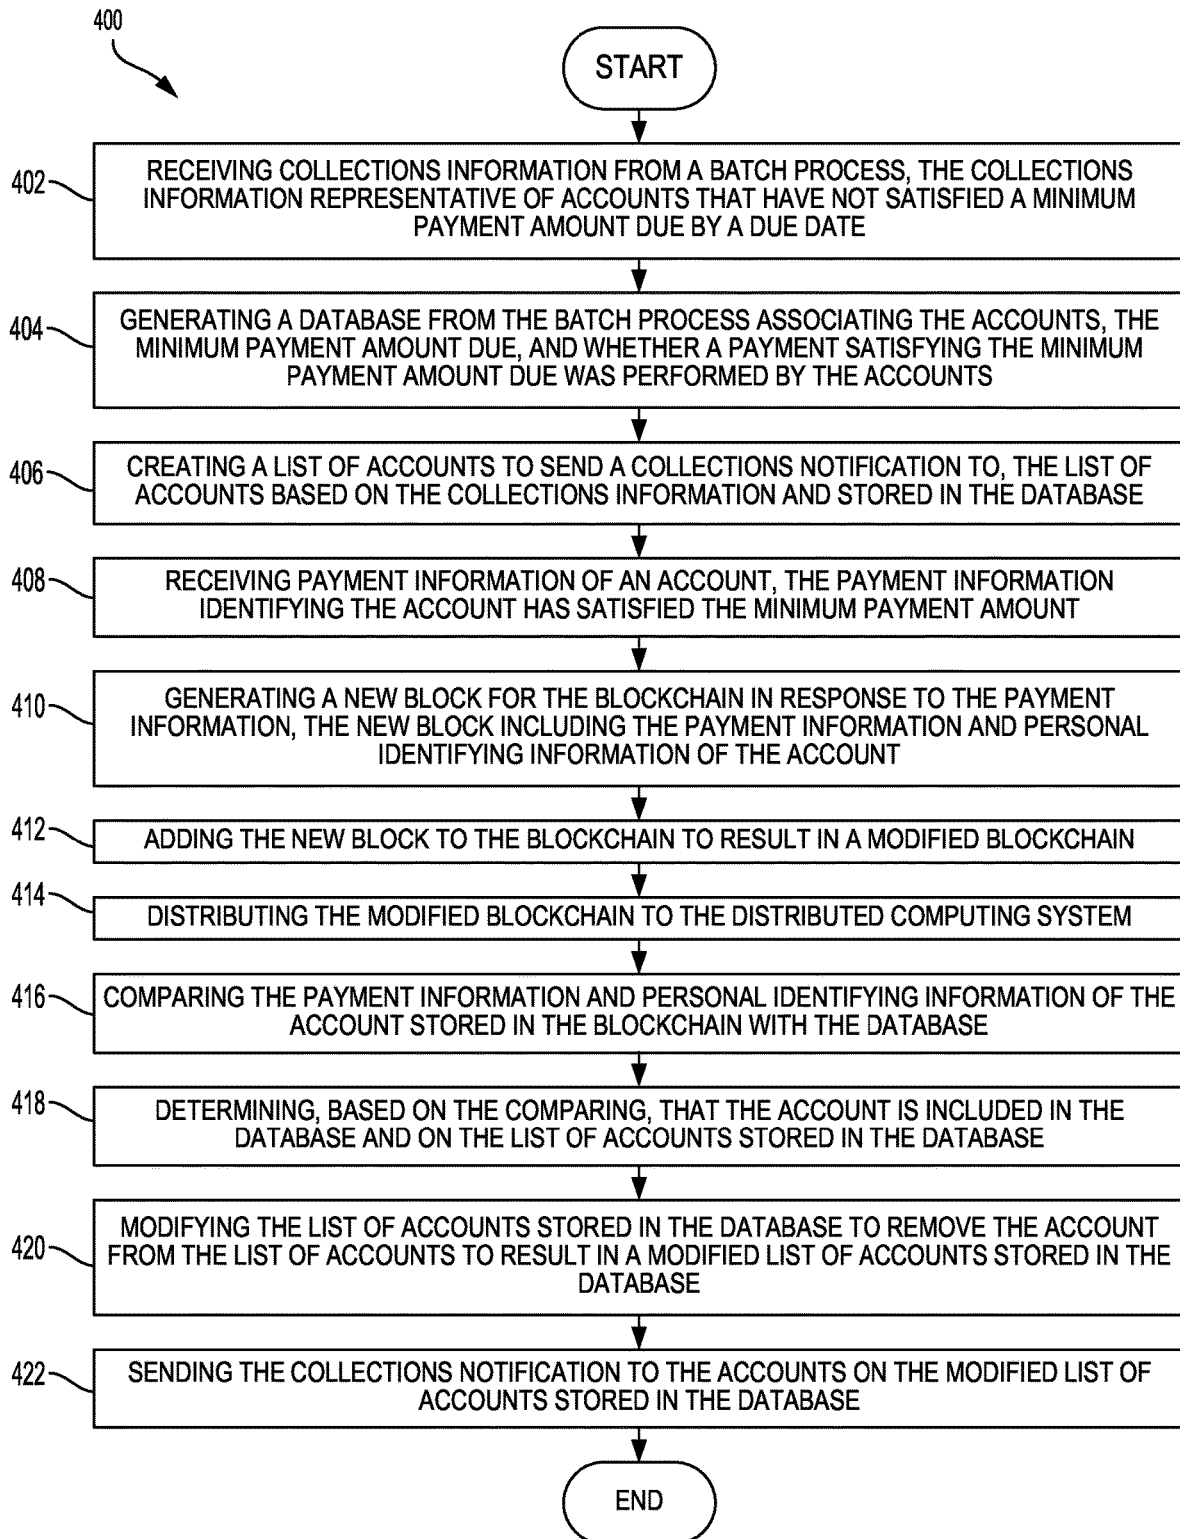 400
START
402
RECEIVING COLLECTIONS INFORMATION FROM A BATCH PROCESS, THE COLLECTIONS
INFORMATION REPRESENTATIVE OF ACCOUNTS THAT HAVE NOT SATISFIED A MINIMUM
PAYMENT AMOUNT DUE BY A DUE DATE
404
GENERATING A DATABASE FROM THE BATCH PROCESS ASSOCIATING THE ACCOUNTS, THE
MINIMUM PAYMENT AMOUNT DUE, AND WHETHER A PAYMENT SATISFYING THE MINIMUM
PAYMENT AMOUNT DUE WAS PERFORMED BY THE ACCOUNTS
406
CREATING A LIST OF ACCOUNTS TO SEND A COLLECTIONS NOTIFICATION TO, THE LIST OF
ACCOUNTS BASED ON THE COLLECTIONS INFORMATION AND STORED IN THE DATABASE
408
RECEIVING PAYMENT INFORMATION OF AN ACCOUNT, THE PAYMENT INFORMATION
IDENTIFYING THE ACCOUNT HAS SATISFIED THE MINIMUM PAYMENT AMOUNT
410
GENERATING A NEW BLOCK FOR THE BLOCKCHAIN IN RESPONSE TO THE PAYMENT
INFORMATION, THE NEW BLOCK INCLUDING THE PAYMENT INFORMATION AND PERSONAL
IDENTIFYING INFORMATION OF THE ACCOUNT
412
ADDING THE NEW BLOCK TO THE BLOCKCHAIN TO RESULT IN A MODIFIED BLOCKCHAIN
414
DISTRIBUTING THE MODIFIED BLOCKCHAIN TO THE DISTRIBUTED COMPUTING SYSTEM
416
COMPARING THE PAYMENT INFORMATION AND PERSONAL IDENTIFYING INFORMATION OF THE
ACCOUNT STORED IN THE BLOCKCHAIN WITH THE DATABASE
418
DETERMINING, BASED ON THE COMPARING, THAT THE ACCOUNT IS INCLUDED IN THE
DATABASE AND ON THE LIST OF ACCOUNTS STORED IN THE DATABASE
420
MODIFYING THE LIST OF ACCOUNTS STORED IN THE DATABASE TO REMOVE THE ACCOUNT
FROM THE LIST OF ACCOUNTS TO RESULT IN A MODIFIED LIST OF ACCOUNTS STORED IN THE
DATABASE
422
SENDING THE COLLECTIONS NOTIFICATION TO THE ACCOUNTS ON THE MODIFIED LIST OF
ACCOUNTS STORED IN THE DATABASE
END